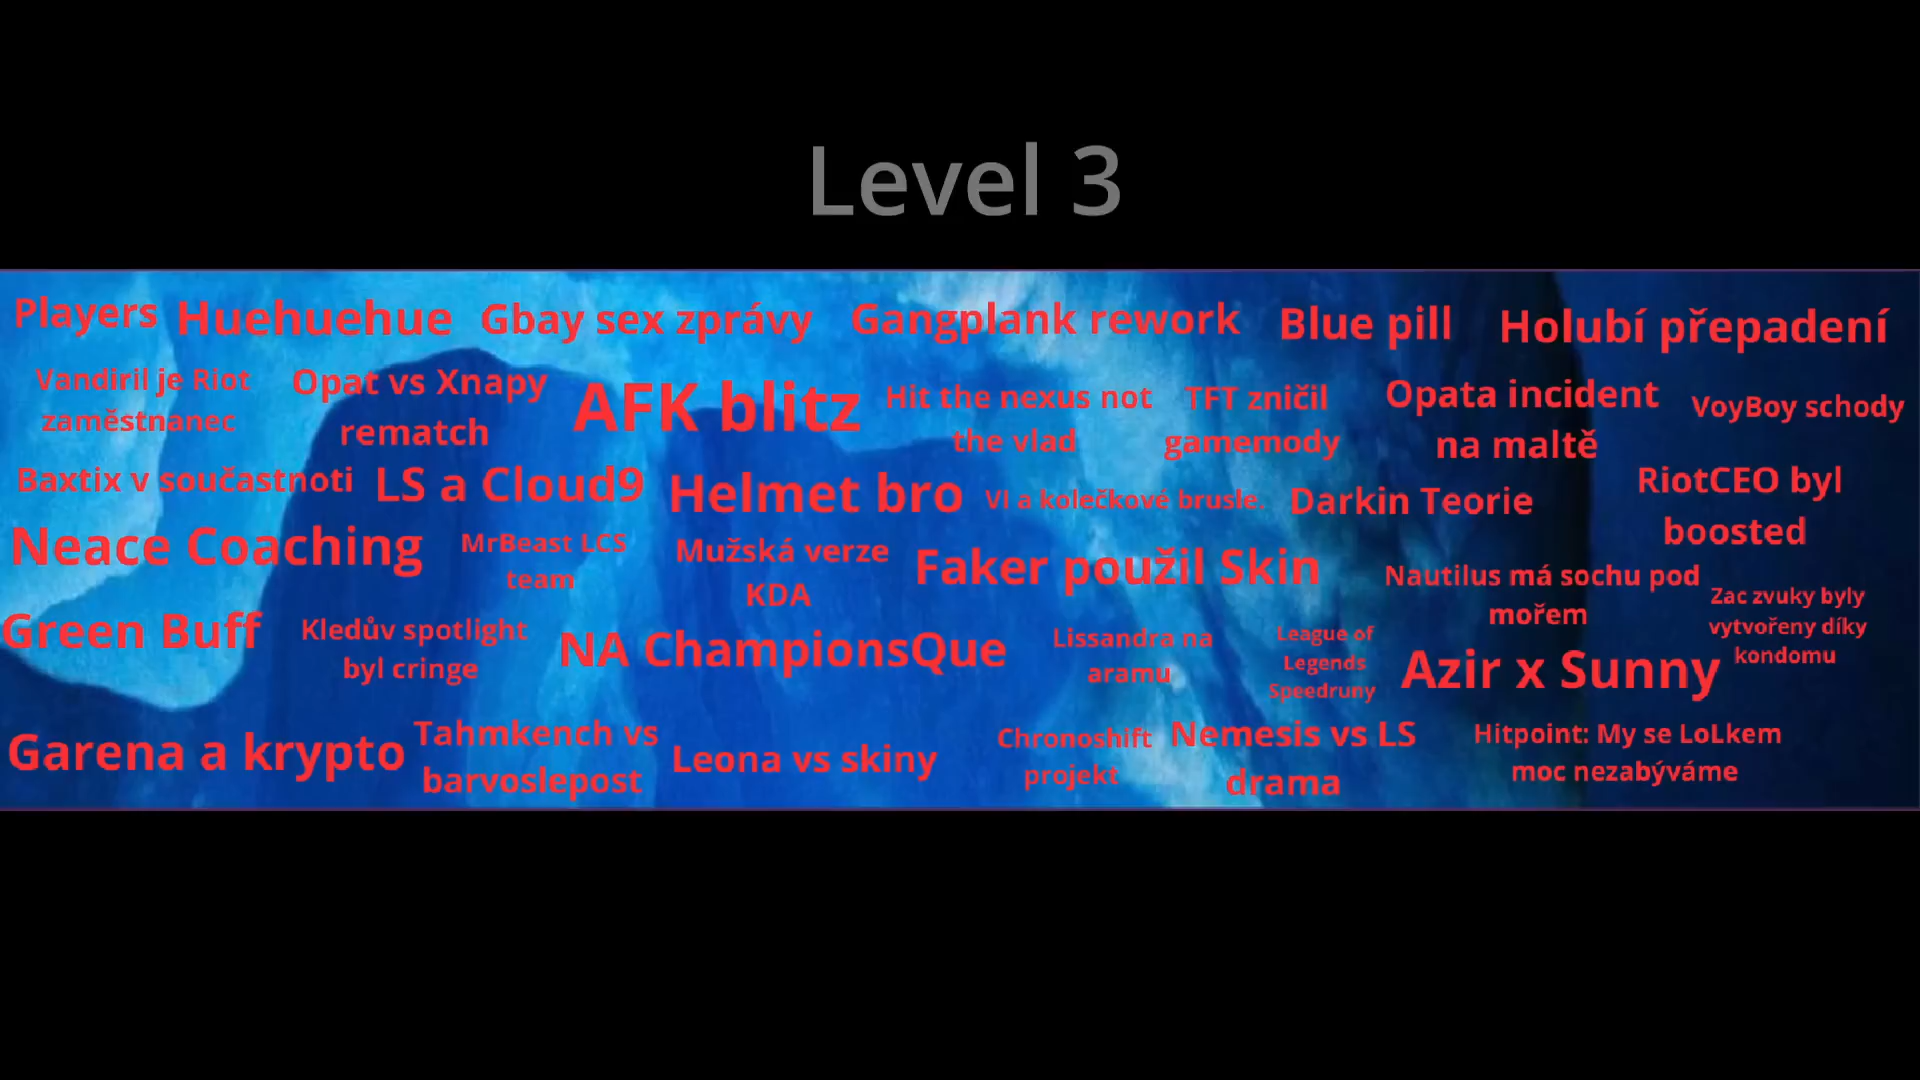 Level 3
Players
Huehuehue
Gbay sex zprávy
Gangplank rework
Blue pill
Holubí přepadení
Vandiril je Riot
zaměstnanec
Opat vs Xnapy
rematch
AFK blitz
Hit the nexus not
the vlad
TFT zničil
gamemody
Opata incident
na maltě
VoyBoy schody
Baxtix v součastnoti
LS a Cloud9
Helmet bro
VI a kolečkové brusle.
Darkin Teorie
RiotCEO byl
boosted
Neace Coaching
MrBeast LCS
team
Mužská verze
KDA
Faker použil Skin
Nautilus má sochu pod
mořem
Zac zvuky byly
vytvořeny díky
kondomu
Green Buff
Kledův spotlight
byl cringe
NA ChampionsQue
Lissandra na
aramu
League of
Legends
Speedruny
Azir x Sunny
Garena a krypto
Tahmkench vs
barvoslepost
Leona vs skiny
Chronoshift
projekt
Nemesis vs LS
drama
Hitpoint: My se LoLkem
moc nezabýváme